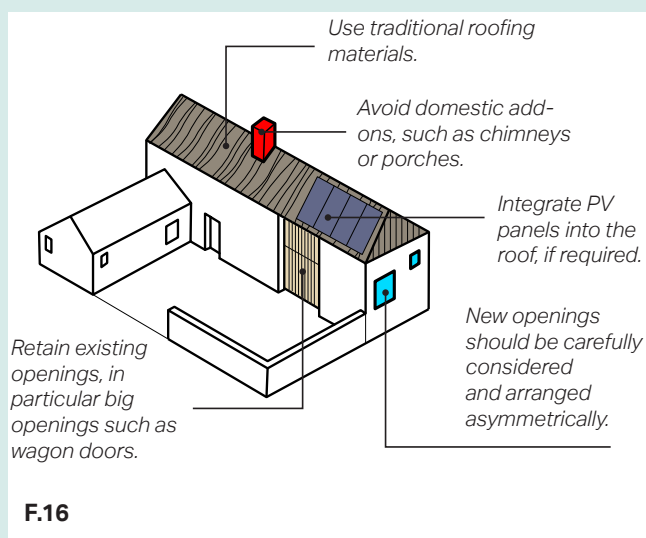 Use traditional roofing
materials.
Avoid domestic add-
ons, such as chimneys
or porches.
Integrate PV
panels into the
roof, if required.
New openings
should be carefully
considered
and arranged
asymmetrically.
Retain existing
openings, in
particular big
openings such as
wagon doors.
F.16